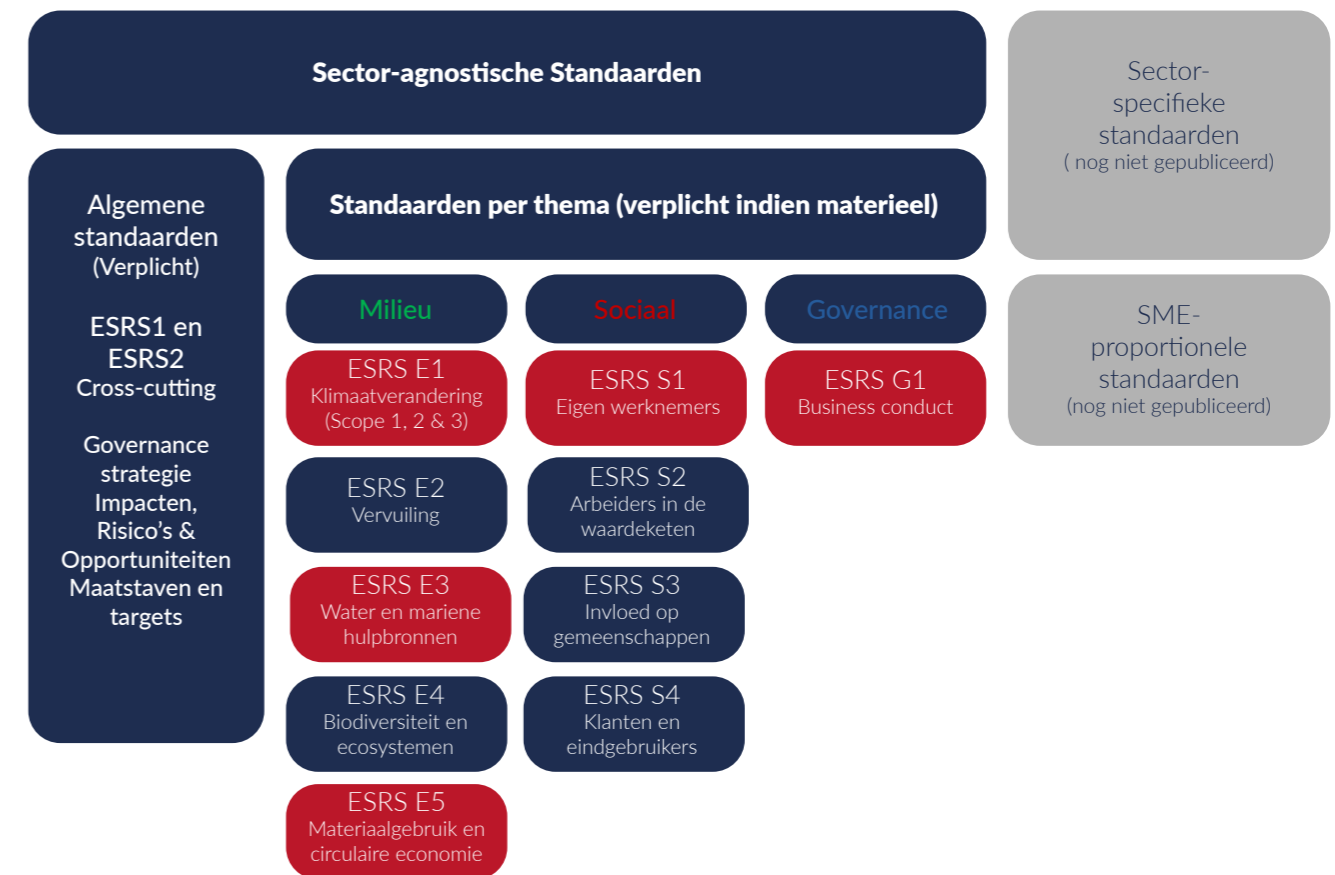 Sector-agnostische Standaarden
Sector-
specifieke
standaarden
( nog niet gepubliceerd)
Algemene
standaarden
(Verplicht)
ESRS1 en
ESRS2
Cross-cutting
Governance
strategie
Impacten,
Risico's &
Opportuniteiten
Maatstaven en
targets
Standaarden per thema (verplicht indien materieel)
Milieu
Sociaal
Governance
SME-
proportionele
standaarden
(nog niet gepubliceerd)
ESRS E1
Klimaatverandering
(Scope 1, 2 & 3)
ESRS S1
Eigen werknemers
ESRS G1
Business conduct
ESRS E2
Vervuiling
ESRS S2
Arbeiders in de
waardeketen
ESRS E3
Water en mariene
hulpbronnen
ESRS S3
Invloed op
gemeenschappen
ESRS E4
Biodiversiteit en
ecosystemen
ESRS S4
Klanten en
eindgebruikers
ESRS E5
Materiaalgebruik en
circulaire economie